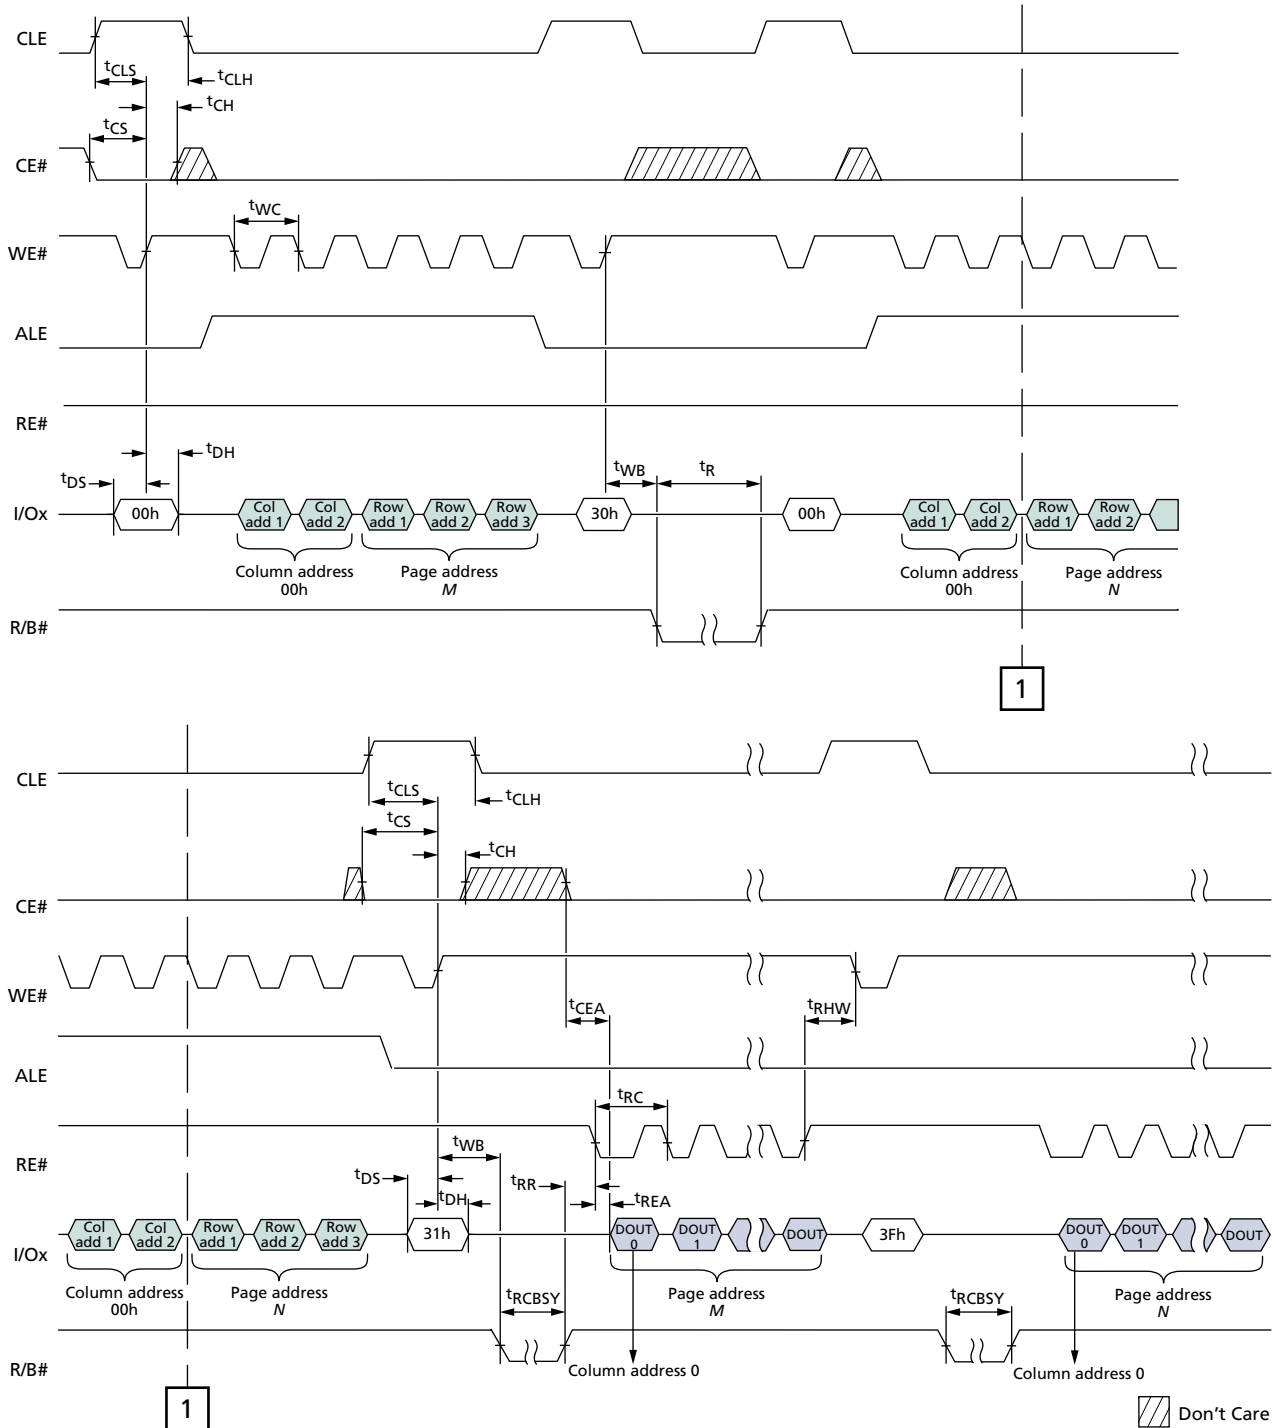 CLE
tCLS
tCLH
tCH
tCS
CE#
tWC
WE#
ALE
RE#
tDH
tDS
tWB
tR
I/Ox
00h
Col add 1
Col add 2
Row add 1
Row add 2
Row add 3
30h
00h
Col add 1
Col add 2
Row add 1
Row add 2
Column address
00h
Page address
M
Column address
00h
Page address
N
R/B#
1
CLE
tCLS
tCLH
tCS
tCH
CE#
WE#
tCEA
tRHW
ALE
tRC
RE#
tWB
tDS
tDH
tRR
tREA
I/Ox
Col add 1
Col add 2
Row add 1
Row add 2
Row add 3
31h
DOUT 0
DOUT 1
DOUT
3Fh
DOUT 0
DOUT 1
DOUT
Column address
00h
Page address
N
tRCBSY
Page address
M
tRCBSY
Page address
N
R/B#
Column address 0
Column address 0
1
Don't Care